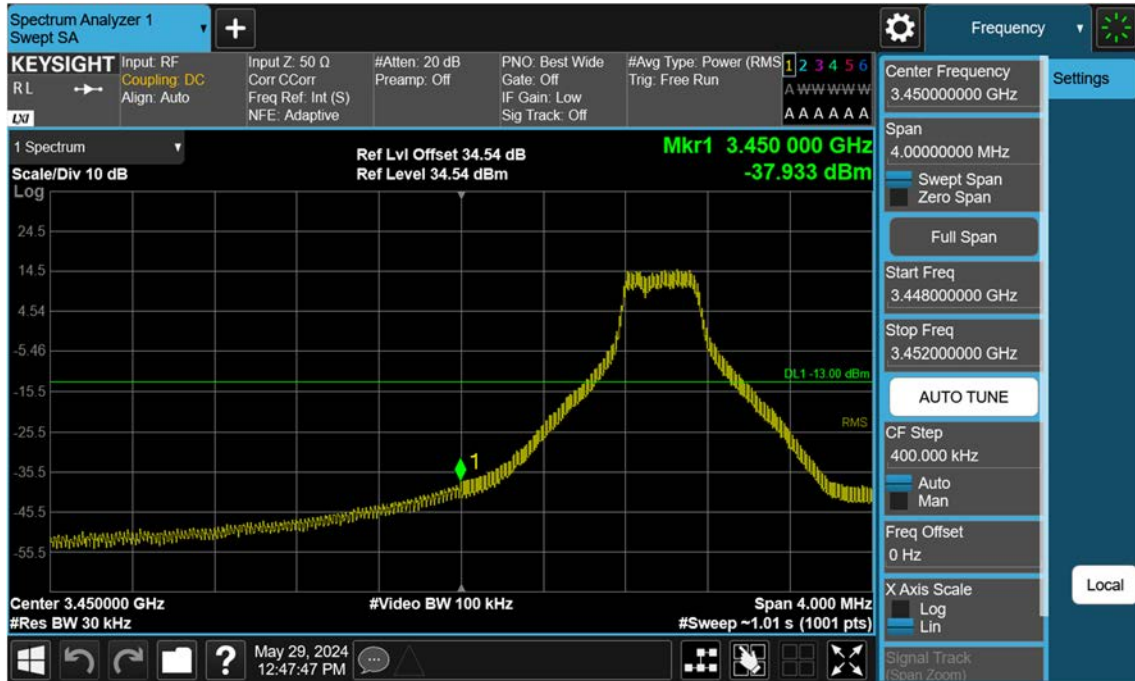 Spectrum Analyzer 1
Swept SA
Frequency
KEYSIGHT
R L
LXI
Input: RF
Coupling: DC
Align: Auto
Input Z: 50 Ω
Corr CCorr
Freq Ref: Int (S)
NFE: Adaptive
#Atten: 20 dB
Preamp: Off
PNO: Best Wide
Gate: Off
IF Gain: Low
Sig Track: Off
#Avg Type: Power (RMS
Trig: Free Run
1 2 3 4 5 6
A W W W W W
A A A A A A
1 Spectrum
Scale/Div 10 dB
Log
Ref Lvl Offset 34.54 dB
Ref Level 34.54 dBm
Mkr1 3.450 000 GHz
-37.933 dBm
24.5
14.5
4.54
-5.46
-15.5
-25.5
-35.5
-45.5
-55.5
DL1 -13.00 dBm
RMS
1
Center 3.450000 GHz
#Res BW 30 kHz
#Video BW 100 kHz
Span 4.000 MHz
#Sweep ~1.01 s (1001 pts)
Center Frequency
3.450000000 GHz
Settings
Span
4.00000000 MHz
Swept Span
Zero Span
Full Span
Start Freq
3.448000000 GHz
Stop Freq
3.452000000 GHz
AUTO TUNE
CF Step
400.000 kHz
Auto
Man
Freq Offset
0 Hz
X Axis Scale
Log
Lin
Local
Signal Track
(Span Zoom)
?
May 29, 2024
12:47:47 PM